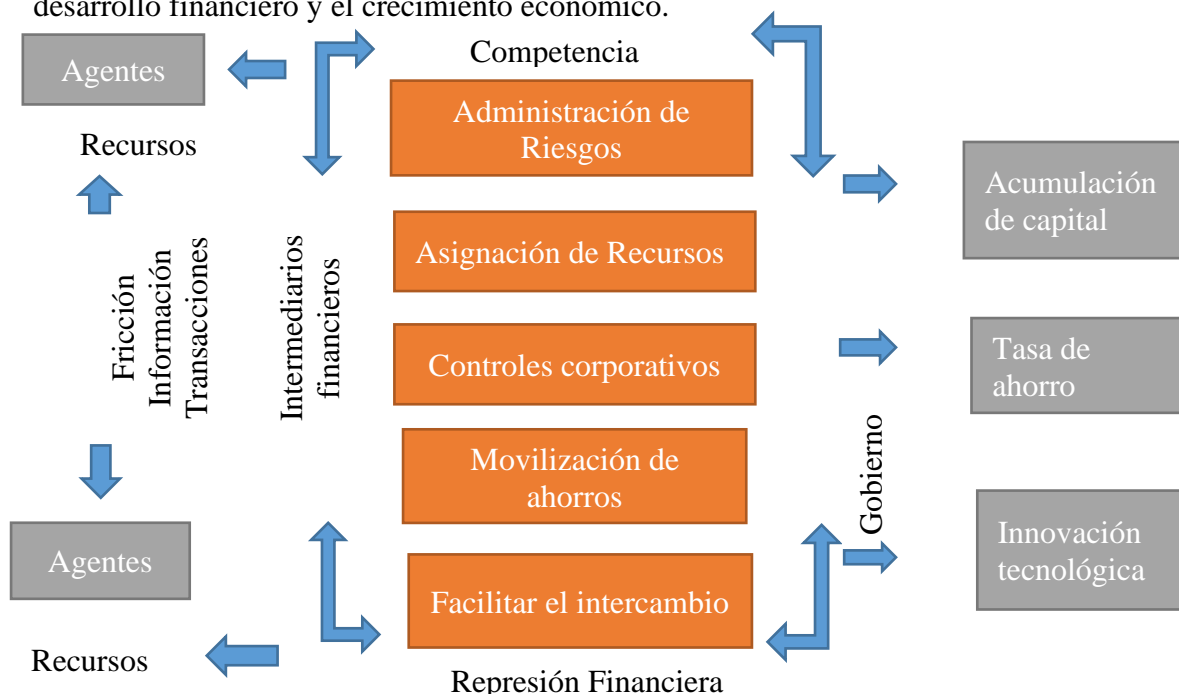 desarrollo financiero y el crecimiento económico.
Competencia
Agentes
Recursos
Fricción
Información
Transacciones
Agentes
Recursos
Intermediarios
financieros
Administración de
Riesgos
Asignación de Recursos
Controles corporativos
Movilización de
ahorros
Facilitar el intercambio
Represión Financiera
Gobierno
Acumulación
de capital
Tasa de
ahorro
Innovación
tecnológica